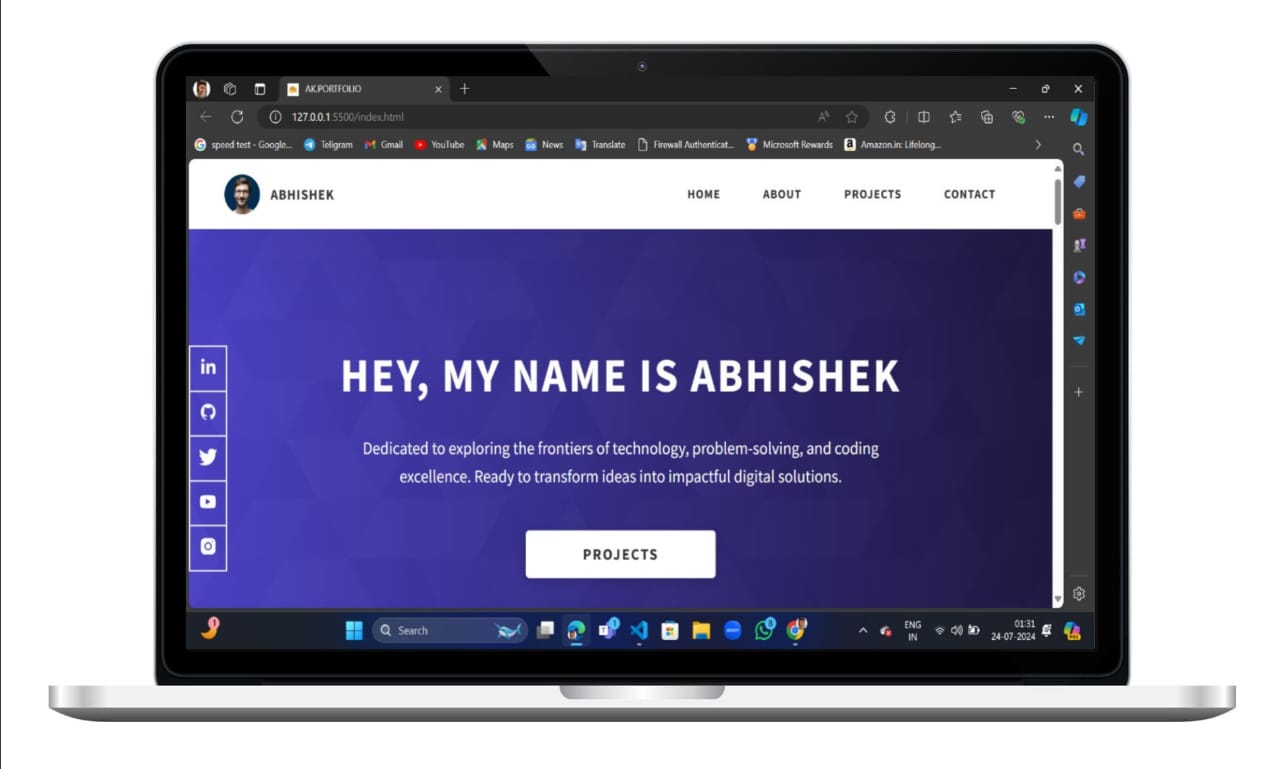 AK.PORTFOLIO
127.0.0.1:5500/index.html
speed test - Google... Teligram Gmail YouTube Maps News Translate Firewall Authenticat... Microsoft Rewards Amazon.in: Lifelong...
ABHISHEK HOME ABOUT PROJECTS CONTACT
HEY, MY NAME IS ABHISHEK
Dedicated to exploring the frontiers of technology, problem-solving, and coding
excellence. Ready to transform ideas into impactful digital solutions.
PROJECTS
Search
ENG
IN
01:31
24-07-2024